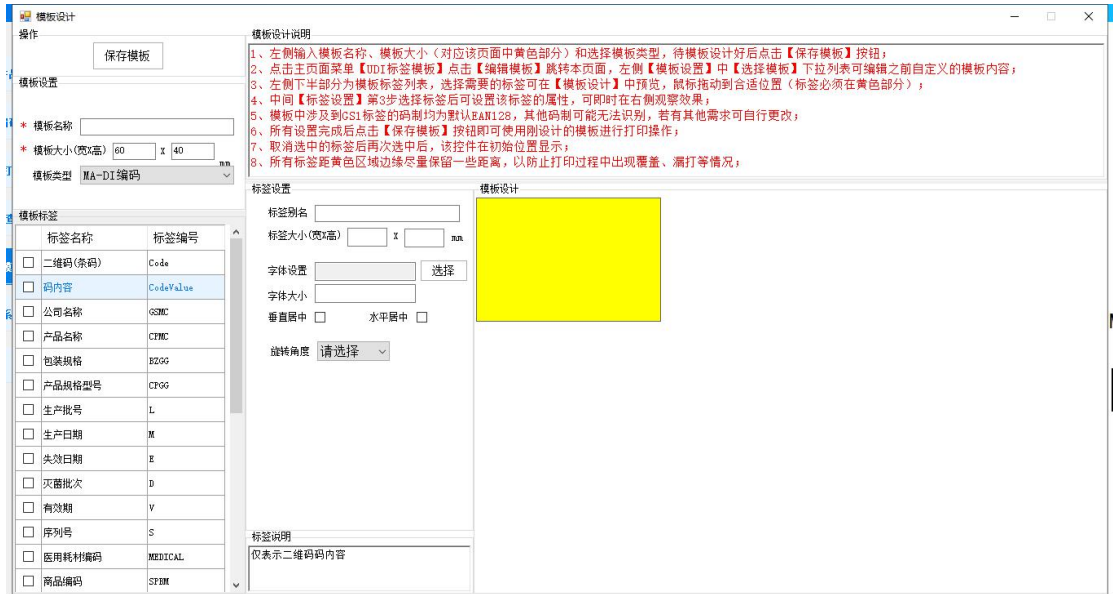 模板设计
操作
保存模板
模板设置
* 模板名称
* 模板大小(宽X高) 60 X 40 mm
模板类型 MA-DI编码
模板标签
标签名称 标签编号
二维码(条码) Code
码内容 CodeValue
公司名称 GSMC
产品名称 CPMC
包装规格 BZGG
产品规格型号 CPGG
生产批号 L
生产日期 M
失效日期 E
灭菌批次 D
有效期 V
序列号 S
医用耗材编码 MEDICAL
商品编码 SPBM
模板设计说明
1、左侧输入模板名称、模板大小（对应该页面中黄色部分）和选择模板类型，待模板设计好后点击【保存模板】按钮；
2、点击主页面菜单【UDI标签模板】点击【编辑模板】跳转本页面，左侧【模板设置】中【选择模板】下拉列表可编辑之前自定义的模板内容；
3、左侧下半部分为模板标签列表，选择需要的标签可在【模板设计】中预览，鼠标拖动到合适位置（标签必须在黄色部分）；
4、中间【标签设置】第3步选择标签后可设置该标签的属性，可即时在右侧观察效果；
5、模板中涉及到GS1标签的码制均为默认EAN128，其他码制可能无法识别，若有其他需求可自行更改；
6、所有设置完成后点击【保存模板】按钮即可使用刚设计的模板进行打印操作；
7、取消选中的标签后再次选中后，该控件在初始位置显示；
8、所有标签距黄色区域边缘尽量保留一些距离，以防止打印过程中出现覆盖、漏打等情况；
标签设置
标签别名
标签大小(宽X高) X mm
字体设置 选择
字体大小
垂直居中 水平居中
旋转角度 请选择
标签说明
仅表示二维码码内容
模板设计